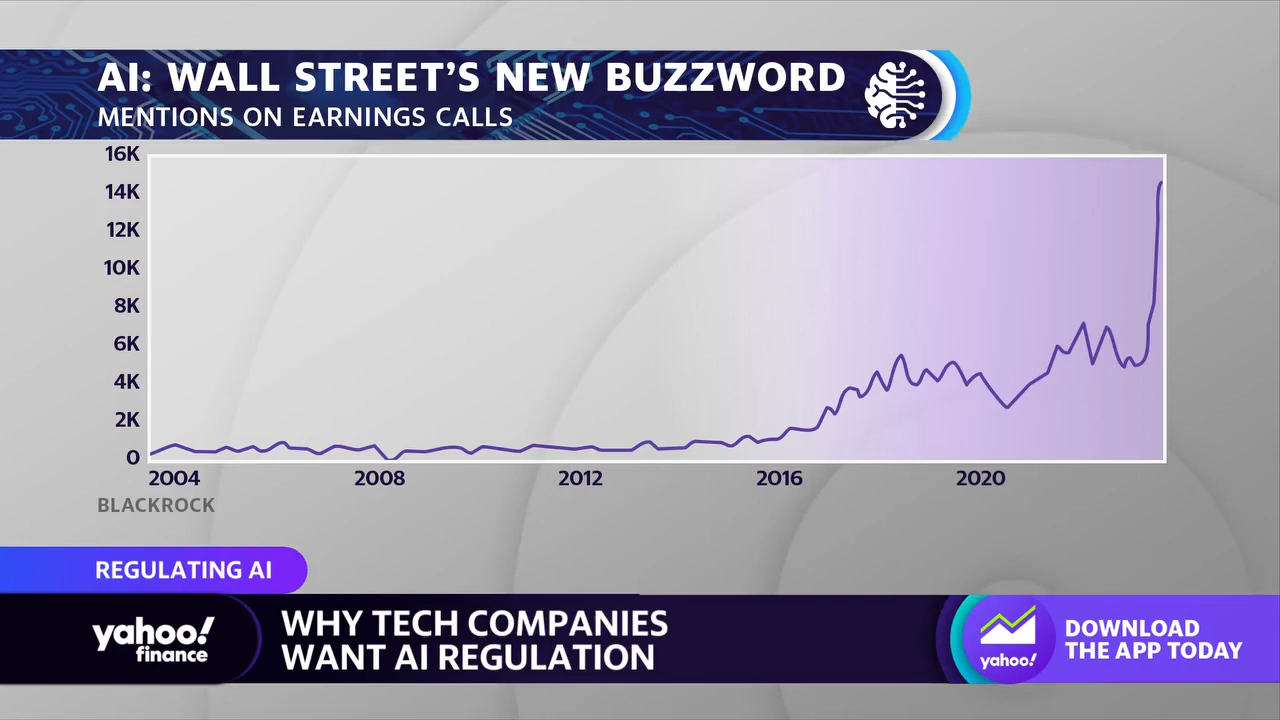 AI: WALL STREET'S NEW BUZZWORD
MENTIONS ON EARNINGS CALLS
16K
14K
12K
10K
8K
6K
4K
2K
0
2004 2008 2012 2016 2020
BLACKROCK
REGULATING AI
yahoo!
finance
WHY TECH COMPANIES
WANT AI REGULATION
yahoo!
DOWNLOAD
THE APP TODAY